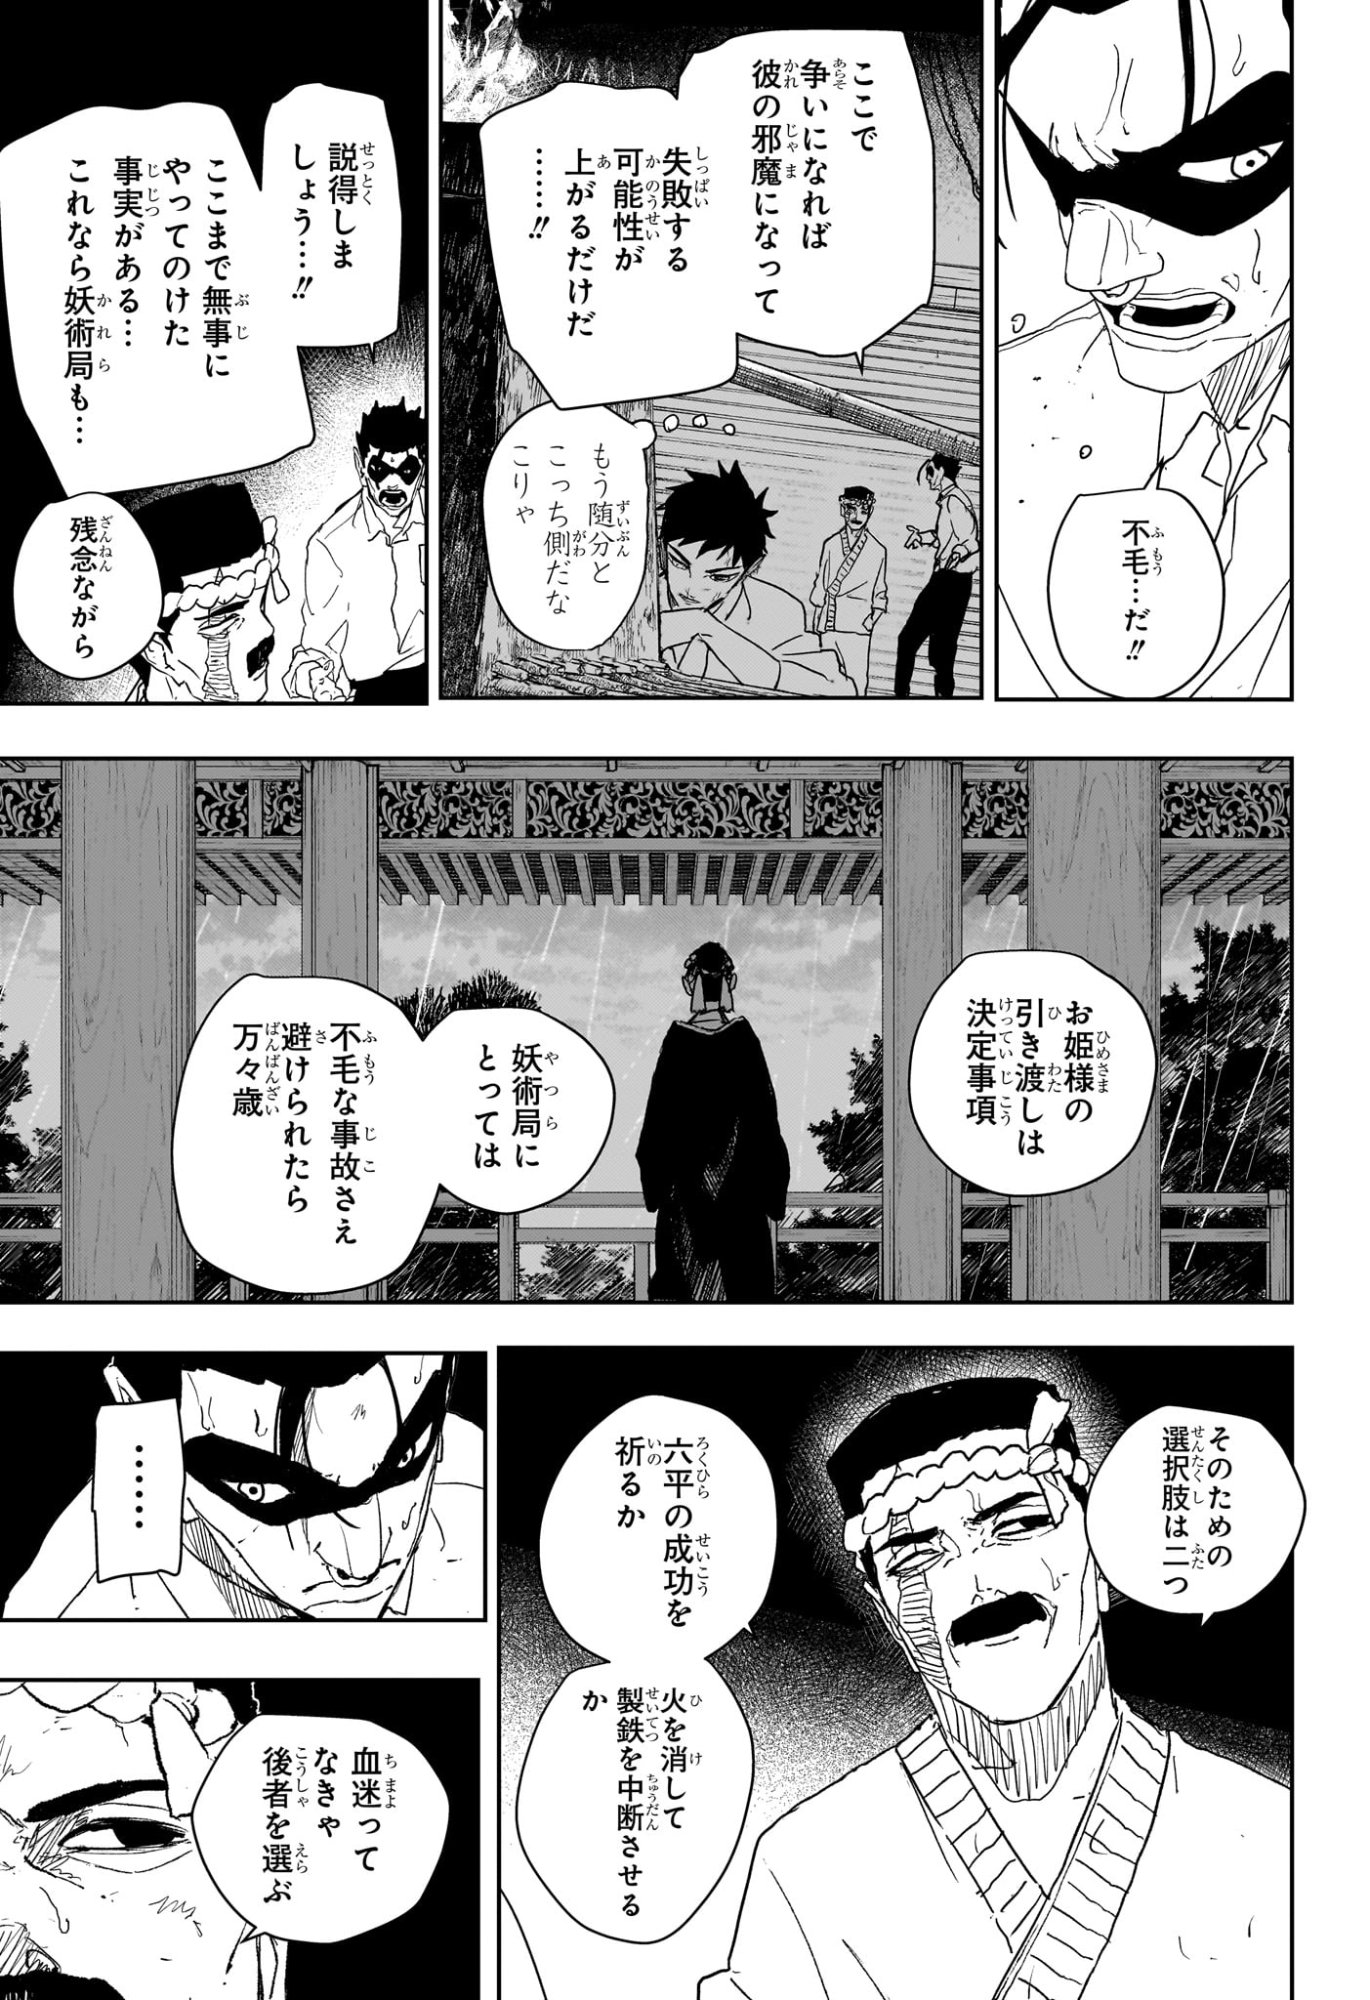 不毛…だ!!
ここで
争いになれば
彼の邪魔になって
失敗する
可能性が
上がるだけだ
……!!
もう随分と
こっち側だな
こりゃ
説得しま
しょう…!!
ここまで無事に
やってのけた
事実がある…
これなら妖術局も…
残念ながら
お姫様の
引き渡しは
決定事項
妖術局に
とっては
不毛な事故さえ
避けられたら
万々歳
そのための
選択肢は二つ
六平の成功を
祈るか
火を消して
製鉄を中断させる
か
……
血迷って
なきゃ
後者を選ぶ